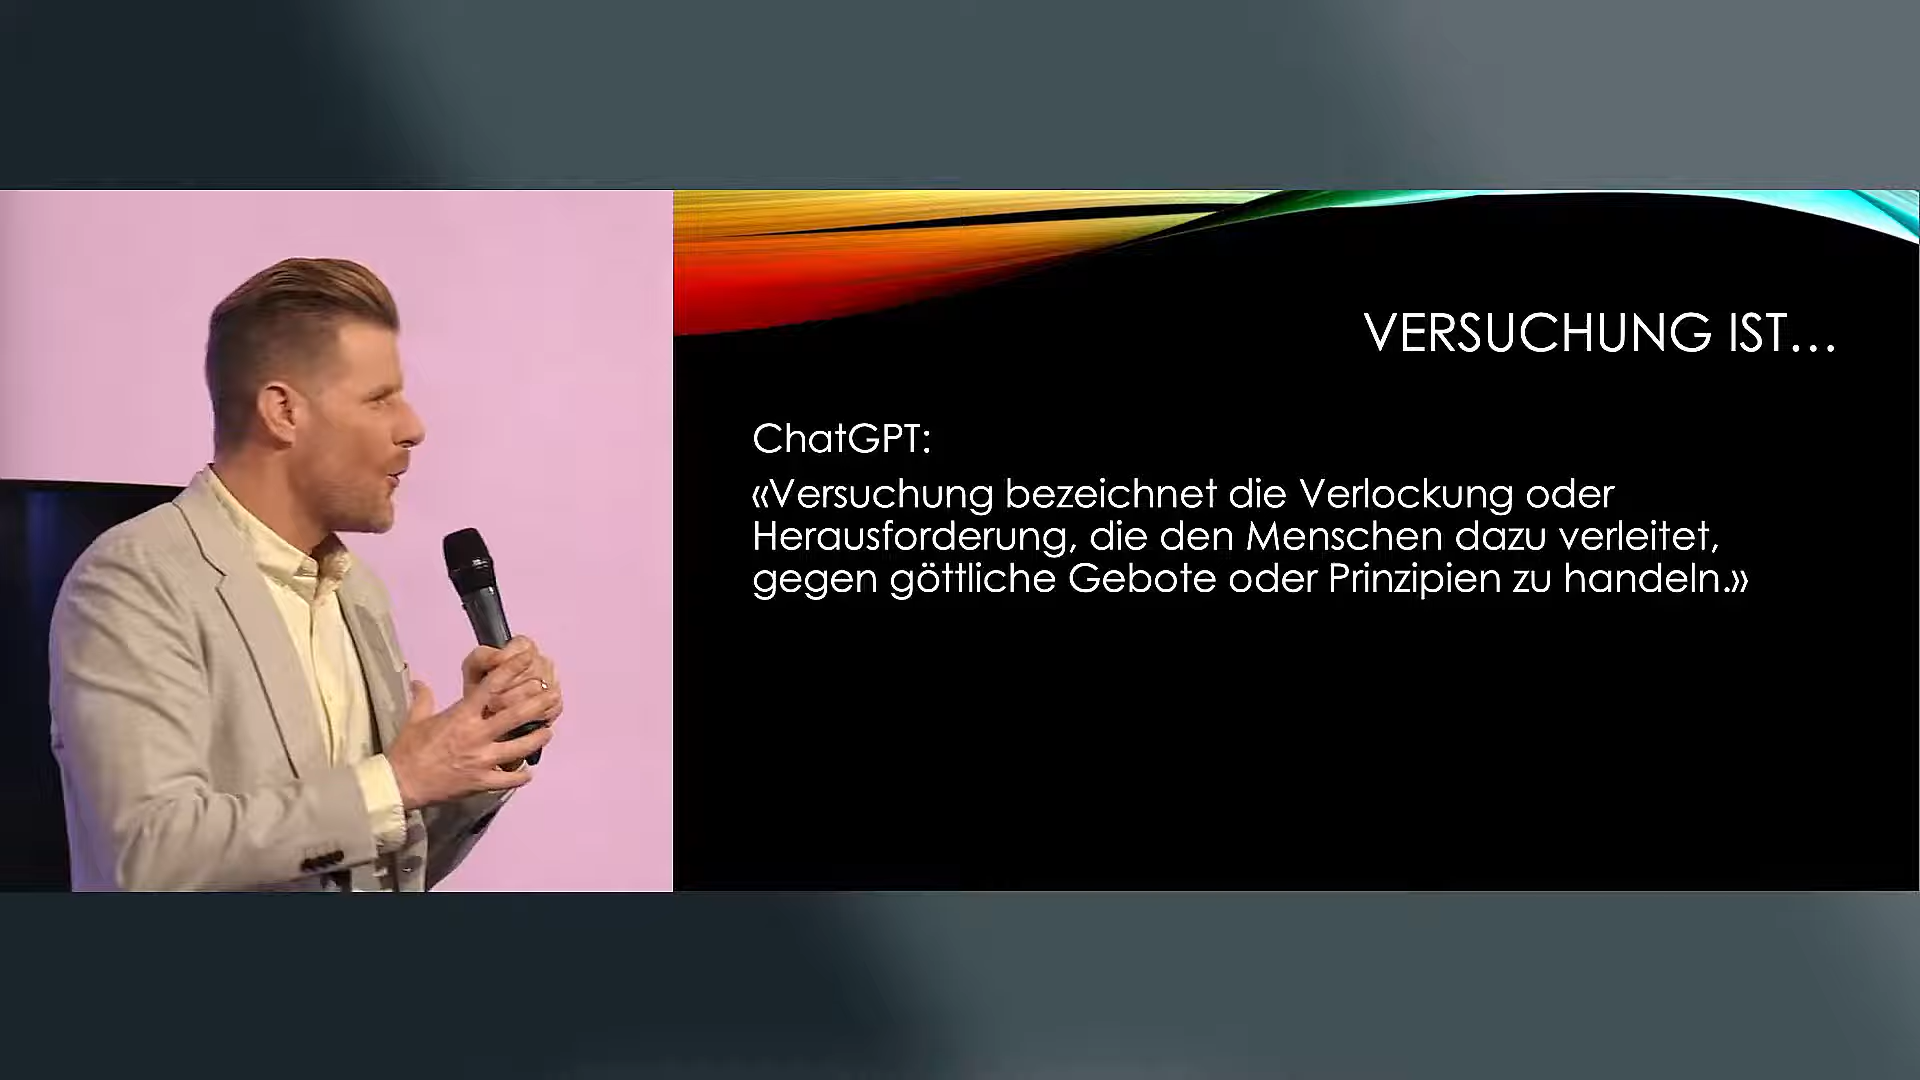 VERSUCHUNG IST...
ChatGPT:
«Versuchung bezeichnet die Verlockung oder
Herausforderung, die den Menschen dazu verleitet,
gegen göttliche Gebote oder Prinzipien zu handeln.»